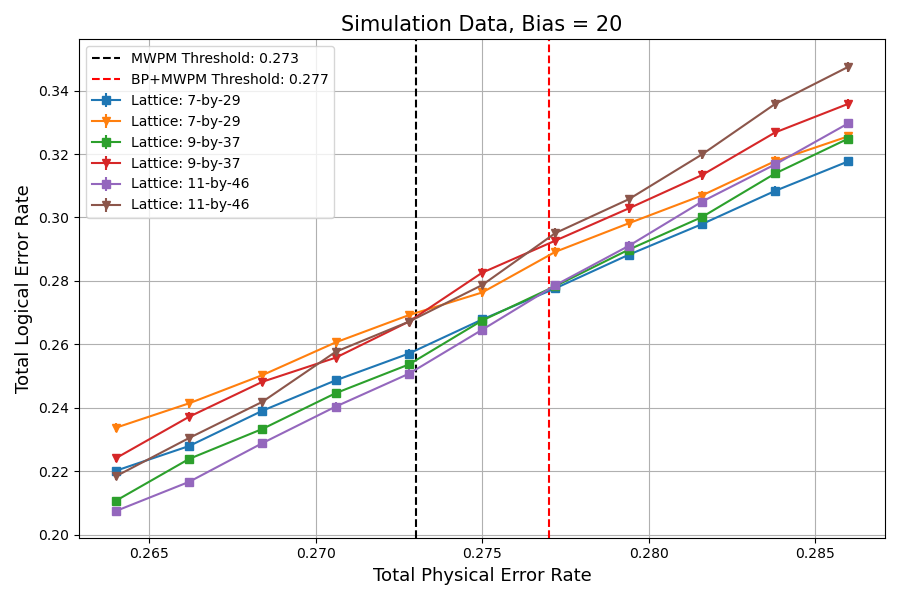 Simulation Data, Bias = 20
MWPM Threshold: 0.273
BP+MWPM Threshold: 0.277
Lattice: 7-by-29
Lattice: 7-by-29
Lattice: 9-by-37
Lattice: 9-by-37
Lattice: 11-by-46
Lattice: 11-by-46
Total Logical Error Rate
0.34
0.32
0.30
0.28
0.26
0.24
0.22
0.20
0.265 0.270 0.275 0.280 0.285
Total Physical Error Rate